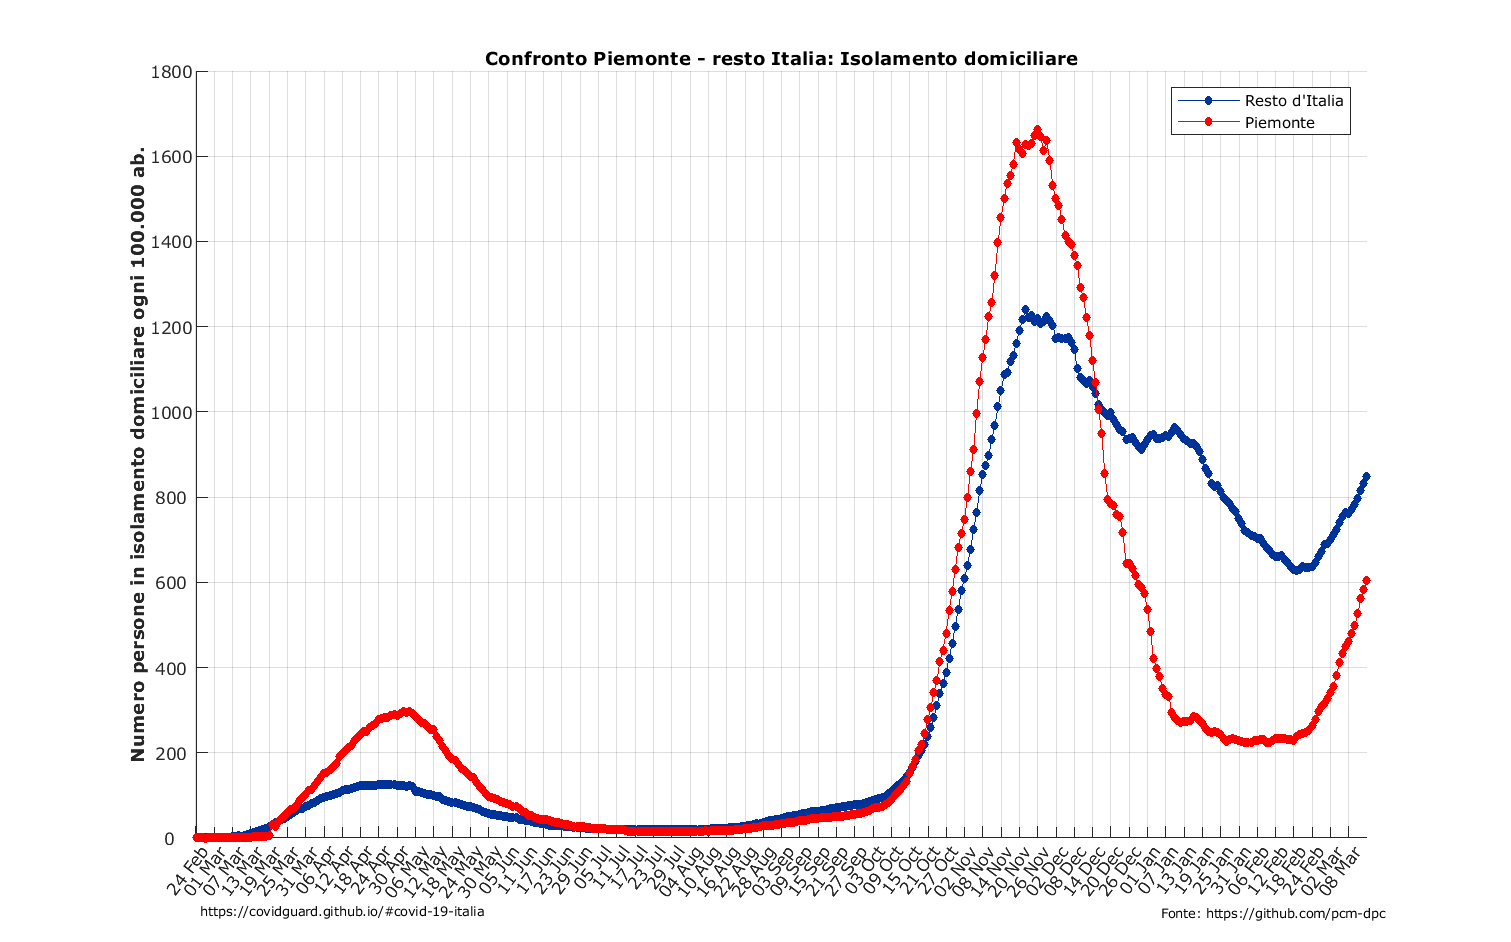 Confronto Piemonte - resto Italia: Isolamento domiciliare
Numero persone in isolamento domiciliare ogni 100.000 ab.
1800
1600
1400
1200
1000
800
600
400
200
0
Resto d'Italia
Piemonte
24 Feb
01 Mar
07 Mar
13 Mar
19 Mar
25 Mar
31 Mar
06 Apr
12 Apr
18 Apr
24 Apr
30 Apr
06 May
12 May
18 May
24 May
30 May
05 Jun
11 Jun
17 Jun
23 Jun
29 Jun
05 Jul
11 Jul
17 Jul
23 Jul
29 Jul
04 Aug
10 Aug
16 Aug
22 Aug
28 Aug
03 Sep
09 Sep
15 Sep
21 Sep
27 Sep
03 Oct
09 Oct
15 Oct
21 Oct
27 Oct
02 Nov
08 Nov
14 Nov
20 Nov
26 Nov
02 Dec
08 Dec
14 Dec
20 Dec
26 Dec
01 Jan
07 Jan
13 Jan
19 Jan
25 Jan
31 Jan
06 Feb
12 Feb
18 Feb
24 Feb
02 Mar
08 Mar
https://covidguard.github.io/#covid-19-italia
Fonte: https://github.com/pcm-dpc